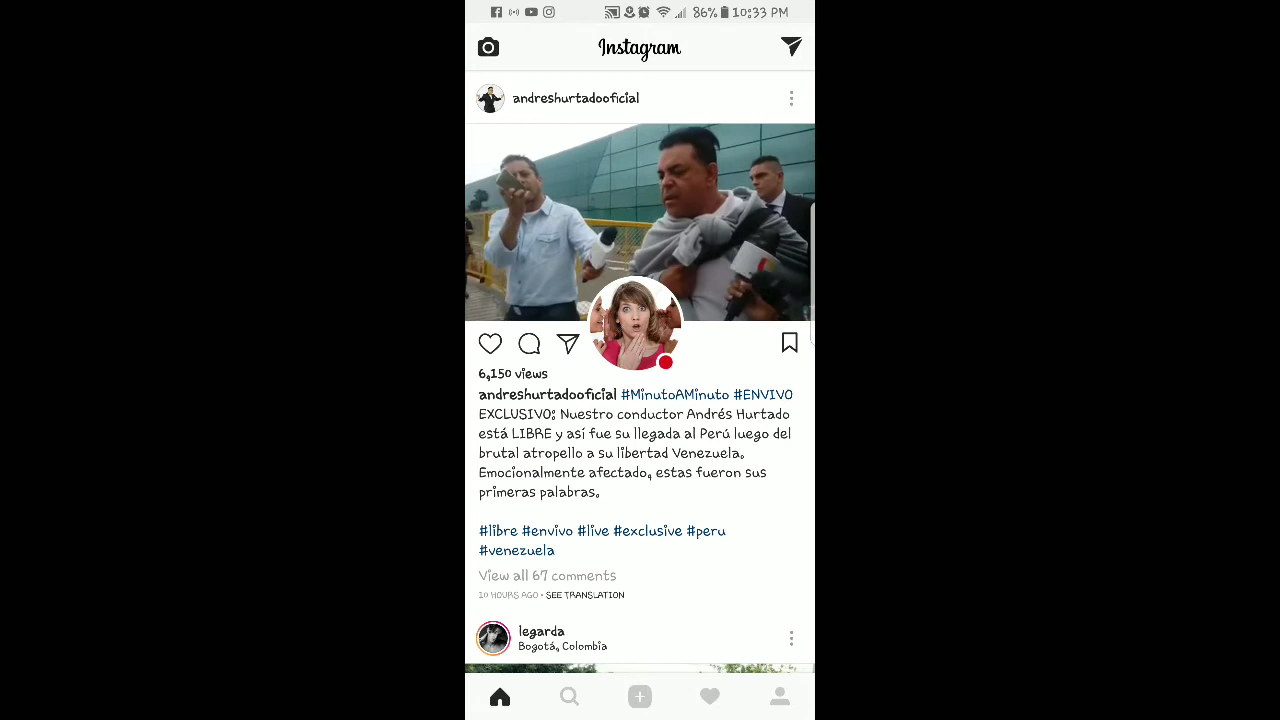 86% 10:33 PM
Instagram
andreshurtadooficial
6,150 views
andreshurtadooficial #MinutoAMinuto #ENVIVO
EXCLUSIVO: Nuestro conductor Andrés Hurtado
está LIBRE y así fue su llegada al Perú luego del
brutal atropello a su libertad Venezuela.
Emocionalmente afectado, estas fueron sus
primeras palabras.
#libre #envivo #live #exclusive #peru
#venezuela
View all 67 comments
10 HOURS AGO • SEE TRANSLATION
legarda
Bogotá, Colombia